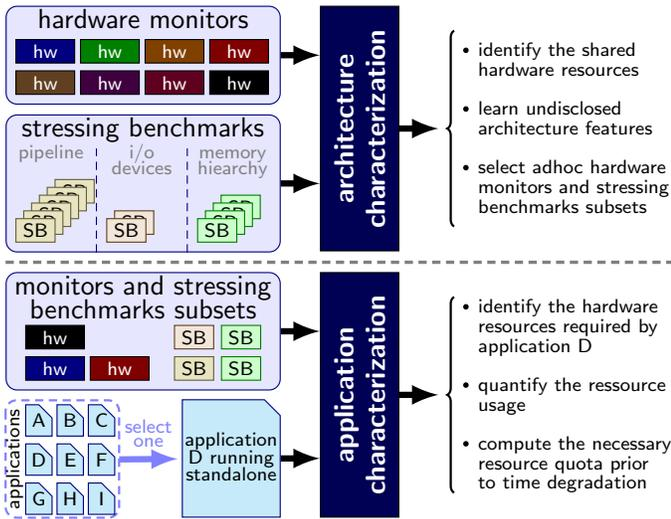 hardware monitors
hw hw hw hw
hw hw hw hw
stressing benchmarks
pipeline
i/o
devices
memory
hiearchy
SB
SB
SB
architecture
characterization
• identify the shared
hardware resources
• learn undisclosed
architecture features
• select adhoc hardware
monitors and stressing
benchmarks subsets
monitors and stressing
benchmarks subsets
hw SB SB
hw hw SB SB
applications
A B C
D E F
G H I
select
one
application
D running
standalone
application
characterization
• identify the hardware
resources required by
application D
• quantify the ressource
usage
• compute the necessary
resource quota prior
to time degradation